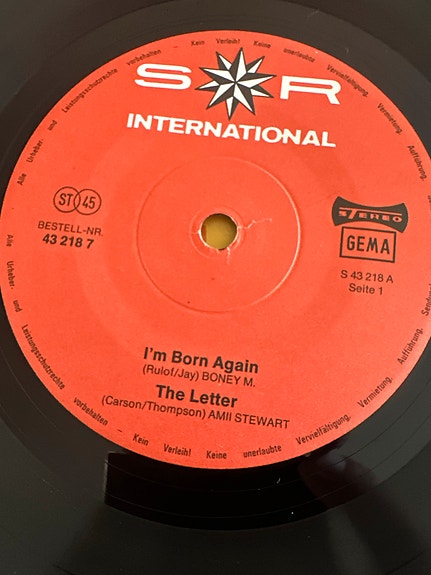 S R
INTERNATIONAL
ST 45
BESTELL-NR.
43 218 7
STEREO
GEMA
S 43 218 A
Seite 1
I'm Born Again
(Rulof/Jay) BONEY M.
The Letter
(Carson/Thompson) AMII STEWART
Alle Urheber- und Leistungsschutzrechte vorbehalten Kein Verleih! Keine unerlaubte Vervielfältigung, Vermietung, Aufführung,
Alle Urheber- und Leistungsschutzrechte vorbehalten Kein Verleih! Keine unerlaubte Vervielfältigung, Vermietung, Aufführung,